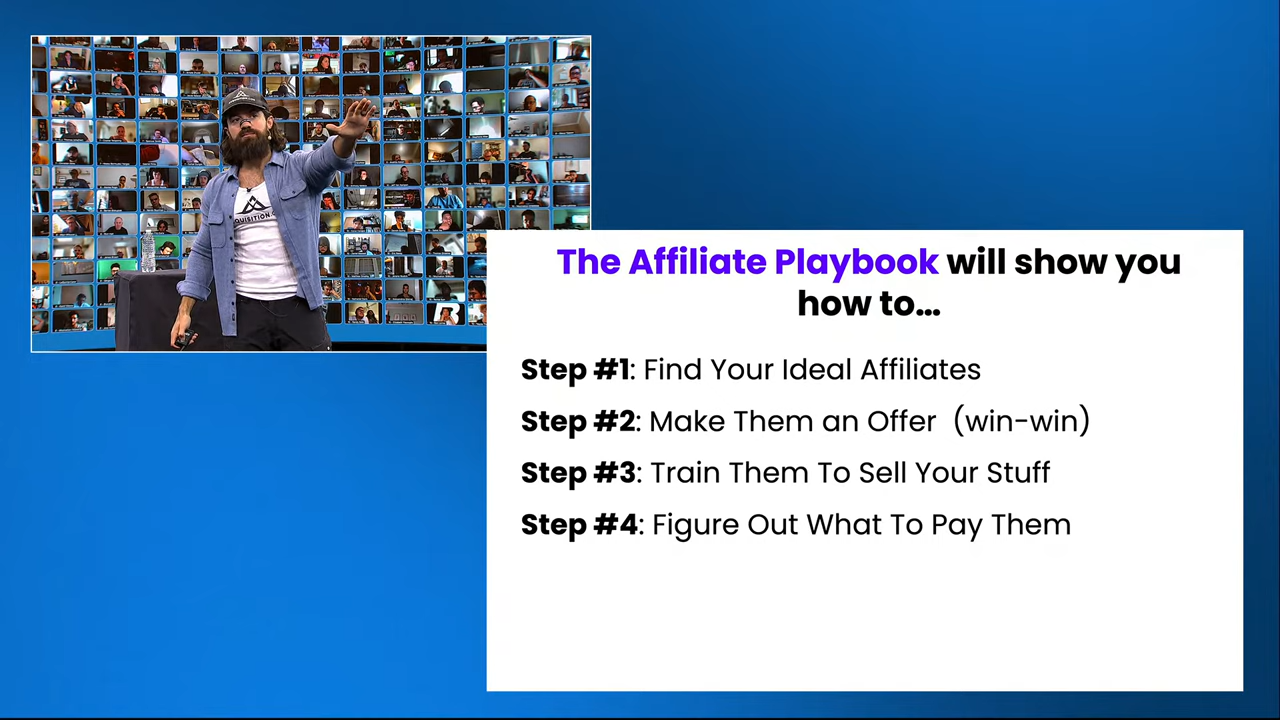 QUISITION.C
The Affiliate Playbook will show you
how to...
Step #1: Find Your Ideal Affiliates
Step #2: Make Them an Offer (win-win)
Step #3: Train Them To Sell Your Stuff
Step #4: Figure Out What To Pay Them